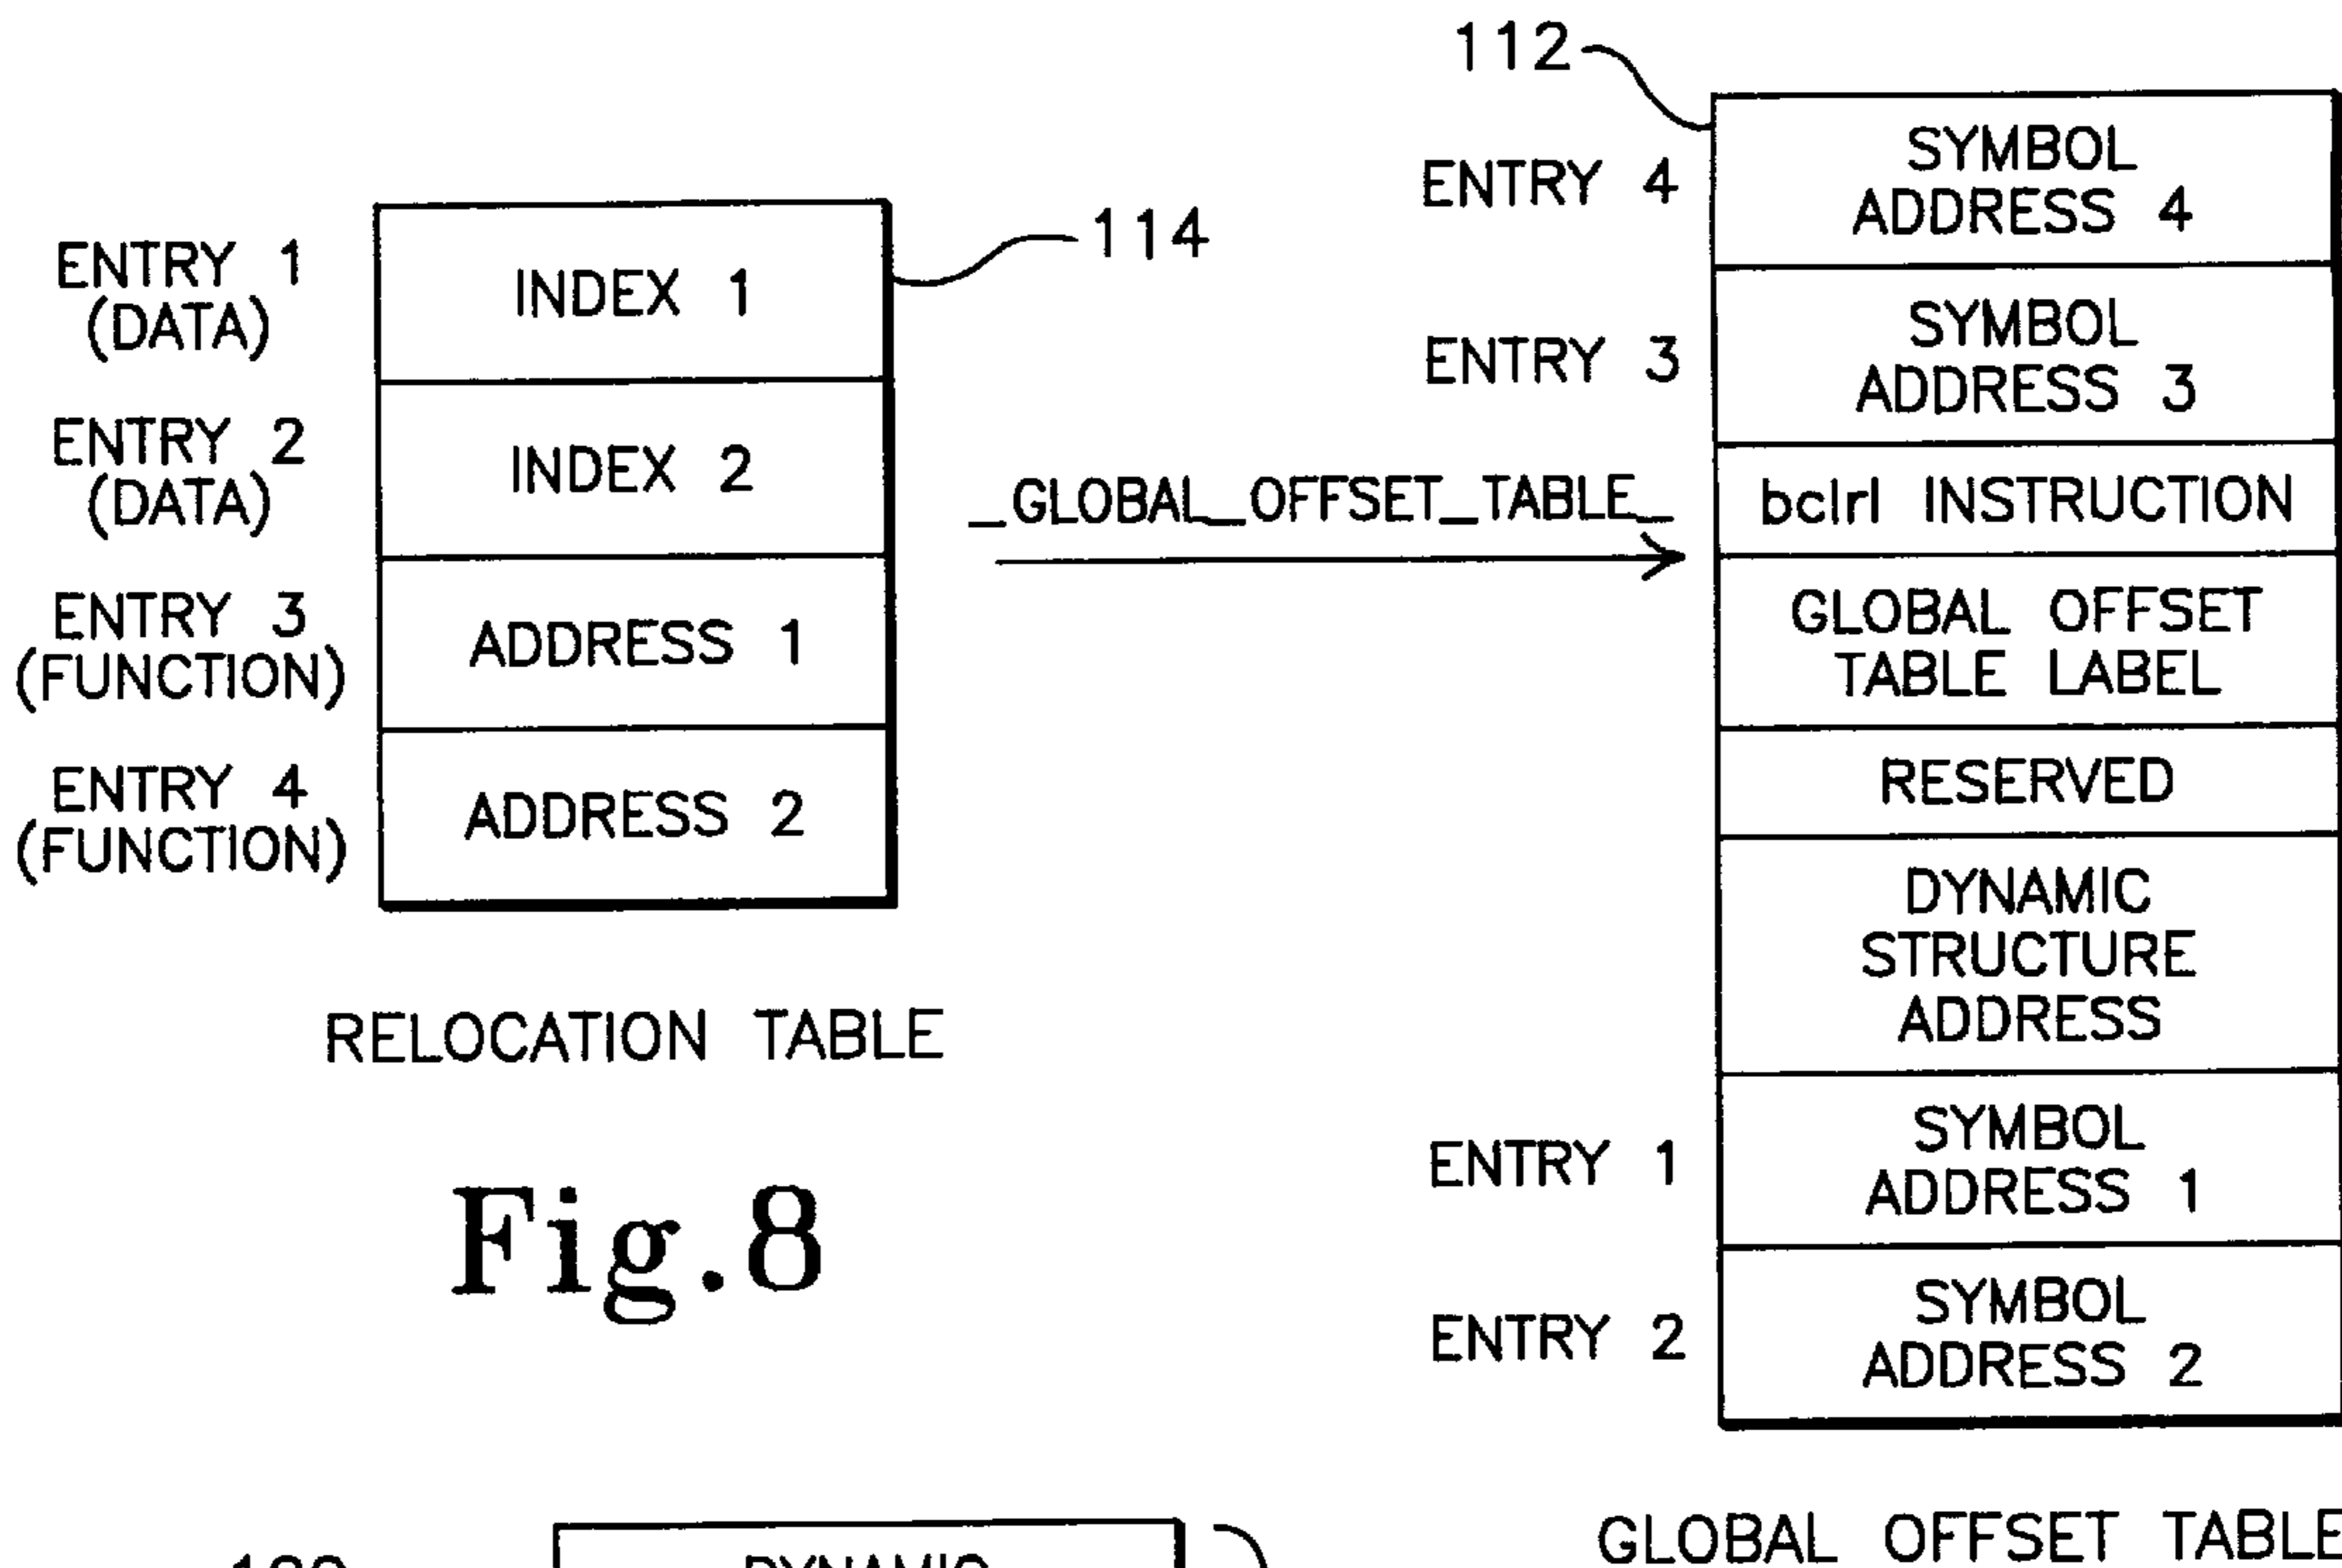 112
ENTRY 4
SYMBOL
ADDRESS 4
ENTRY 3
SYMBOL
ADDRESS 3
bclrl INSTRUCTION
_GLOBAL_OFFSET_TABLE_
GLOBAL OFFSET
TABLE LABEL
RESERVED
DYNAMIC
STRUCTURE
ADDRESS
ENTRY 1
SYMBOL
ADDRESS 1
ENTRY 2
SYMBOL
ADDRESS 2
GLOBAL OFFSET TABLE
114
ENTRY 1
(DATA)
INDEX 1
ENTRY 2
(DATA)
INDEX 2
ENTRY 3
(FUNCTION)
ADDRESS 1
ENTRY 4
(FUNCTION)
ADDRESS 2
RELOCATION TABLE
Fig.8
DYNAMIC